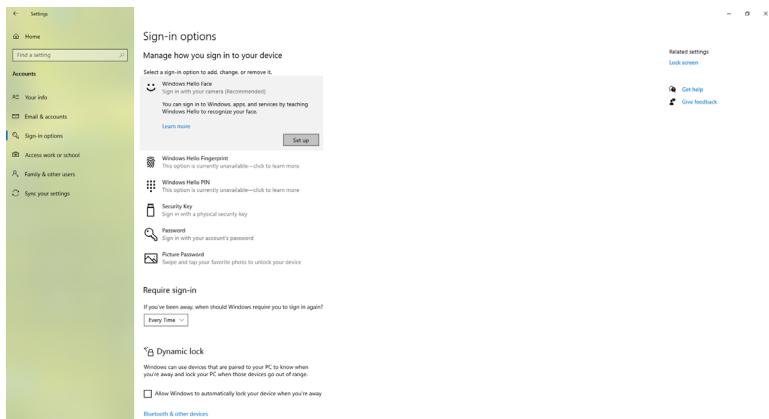 Settings
Home
Find a setting
Accounts
Your info
Email & accounts
Sign-in options
Access work or school
Family & other users
Sync your settings
Sign-in options
Manage how you sign in to your device
Select a sign-in option to add, change, or remove it.
Windows Hello Face
Sign in with your camera (Recommended)
You can sign in to Windows, apps, and services by teaching
Windows Hello to recognize your face.
Learn more
Set up
Windows Hello Fingerprint
This option is currently unavailable—click to learn more
Windows Hello PIN
This option is currently unavailable—click to learn more
Security Key
Sign in with a physical security key
Password
Sign in with your account's password
Picture Password
Swipe and tap your favorite photo to unlock your device
Require sign-in
If you've been away, when should Windows require you to sign in again?
Every Time
Dynamic lock
Windows can use devices that are paired to your PC to know when
you're away and lock your PC when those devices go out of range.
Allow Windows to automatically lock your device when you're away
Bluetooth & other devices
Related settings
Lock screen
Get help
Give feedback